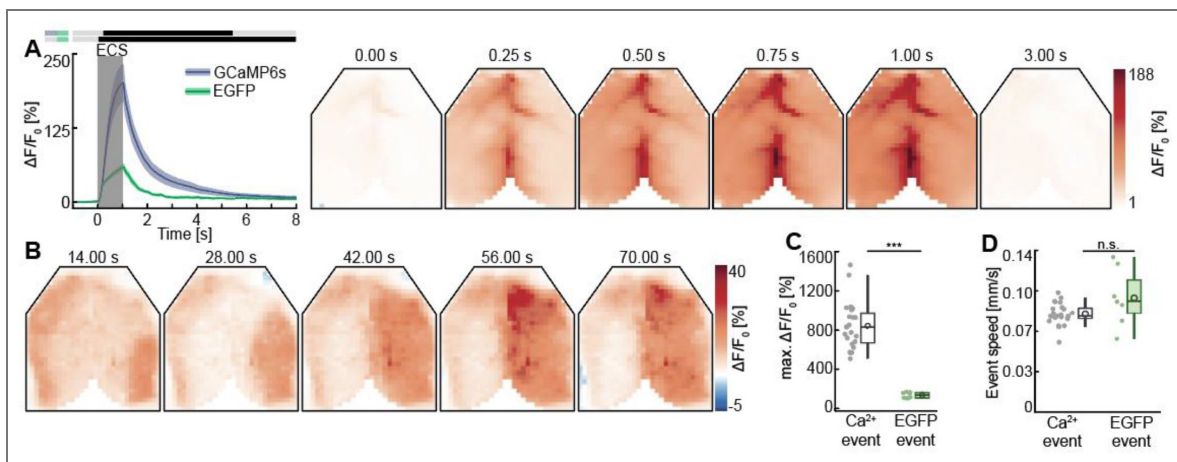 A
ECS
250
125
0
ΔF/F₀ [%]
GCaMP6s
EGFP
0 2 4 6 8
Time [s]
0.00 s 0.25 s 0.50 s 0.75 s 1.00 s 3.00 s
188
1
ΔF/F₀ [%]
B
14.00 s 28.00 s 42.00 s 56.00 s 70.00 s
40
-5
ΔF/F₀ [%]
C
***
1600
1200
800
400
0
max. ΔF/F₀ [%]
Ca²⁺ EGFP
event event
D
n.s.
0.14
0.10
0.07
0.03
0
Event speed [mm/s]
Ca²⁺ EGFP
event event